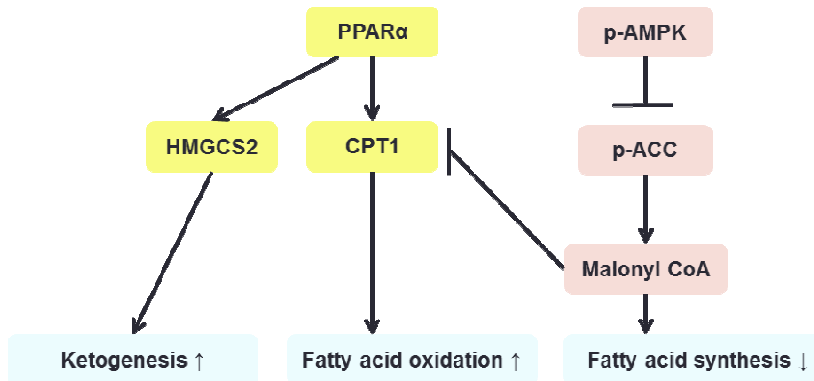 PPARα
p-AMPK
HMGCS2
CPT1
p-ACC
Malonyl CoA
Ketogenesis ↑
Fatty acid oxidation ↑
Fatty acid synthesis ↓